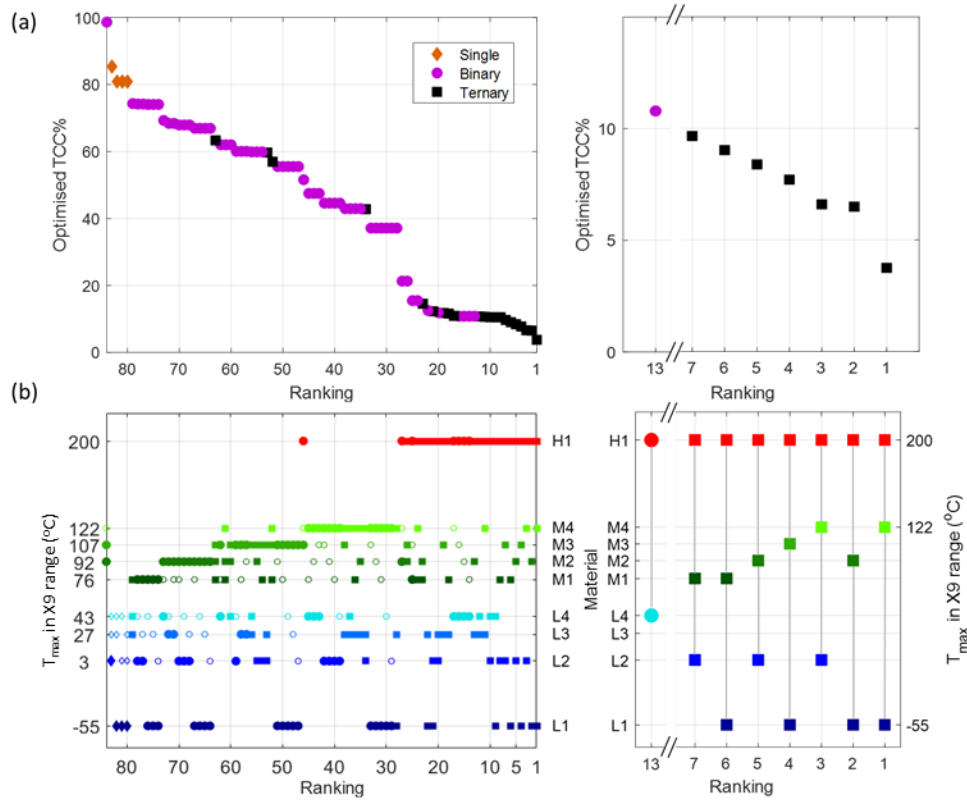 (a)
100
80
60
40
20
0
Optimised TCC%
Single
Binary
Ternary
80 70 60 50 40 30 20 10 1
Ranking
10
5
0
Optimised TCC%
13 7 6 5 4 3 2 1
Ranking
(b)
200
122
107
92
76
43
27
3
-55
Tmax in X9 range (°C)
H1
M4
M3
M2
M1
L4
L3
L2
L1
80 70 60 50 40 30 20 10 5 1
Ranking
Material
H1
M4
M3
M2
M1
L4
L3
L2
L1
200
122
-55
Tmax in X9 range (°C)
13 7 6 5 4 3 2 1
Ranking